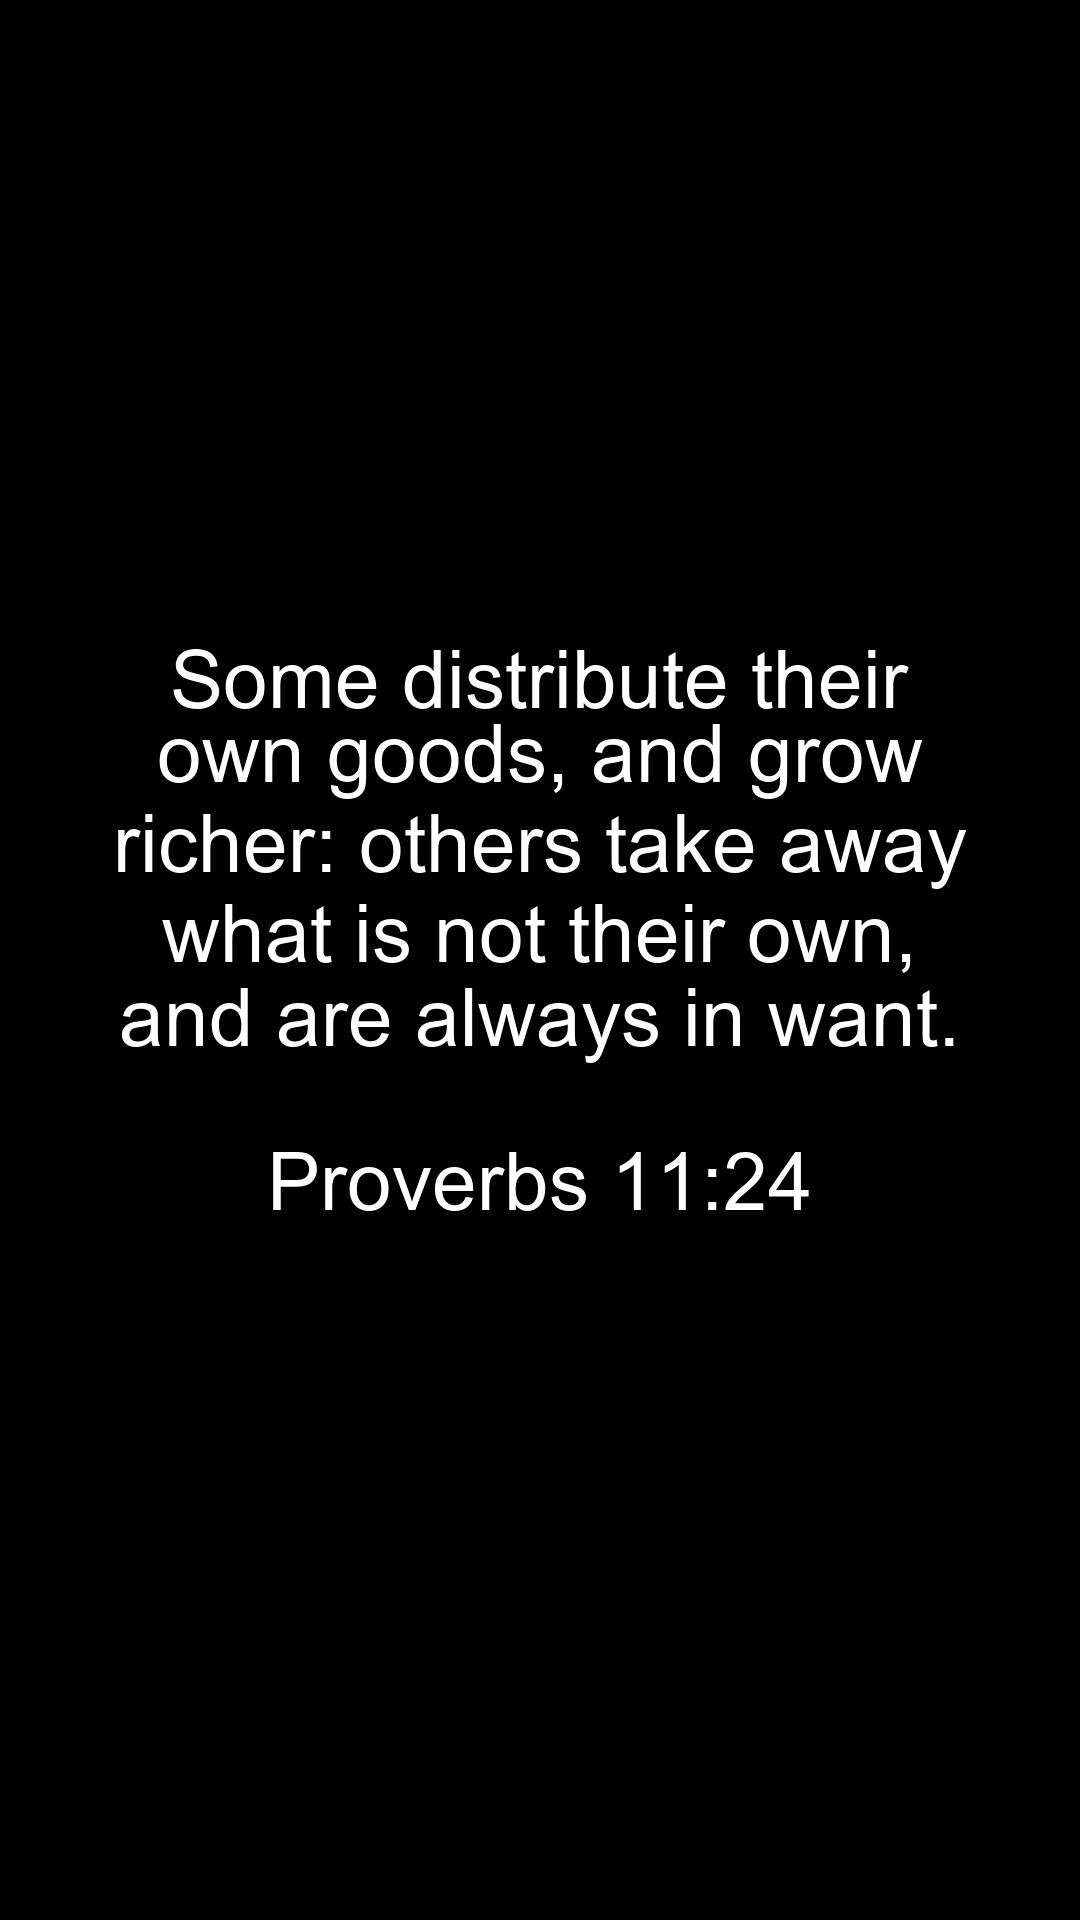 Some distribute their
own goods, and grow
richer: others take away
what is not their own,
and are always in want.
Proverbs 11:24